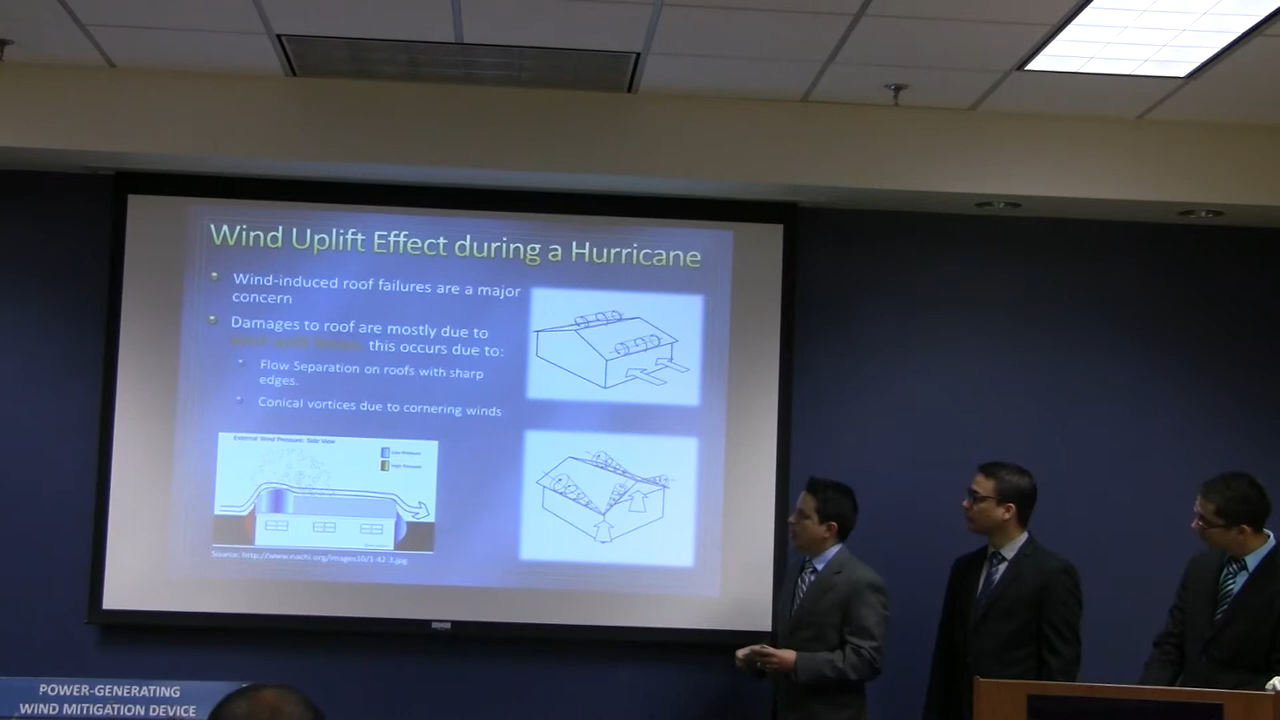 Wind Uplift Effect during a Hurricane
Wind-induced roof failures are a major
concern
Damages to roof are mostly due to
this occurs due to:
Flow Separation on roofs with sharp
edges.
Conical vortices due to cornering winds
External Wind Pressure: Side View
Low Pressure
High Pressure
Source: http://www.nachi.org/images10/1-42-3.jpg
POWER-GENERATING
WIND MITIGATION DEVICE